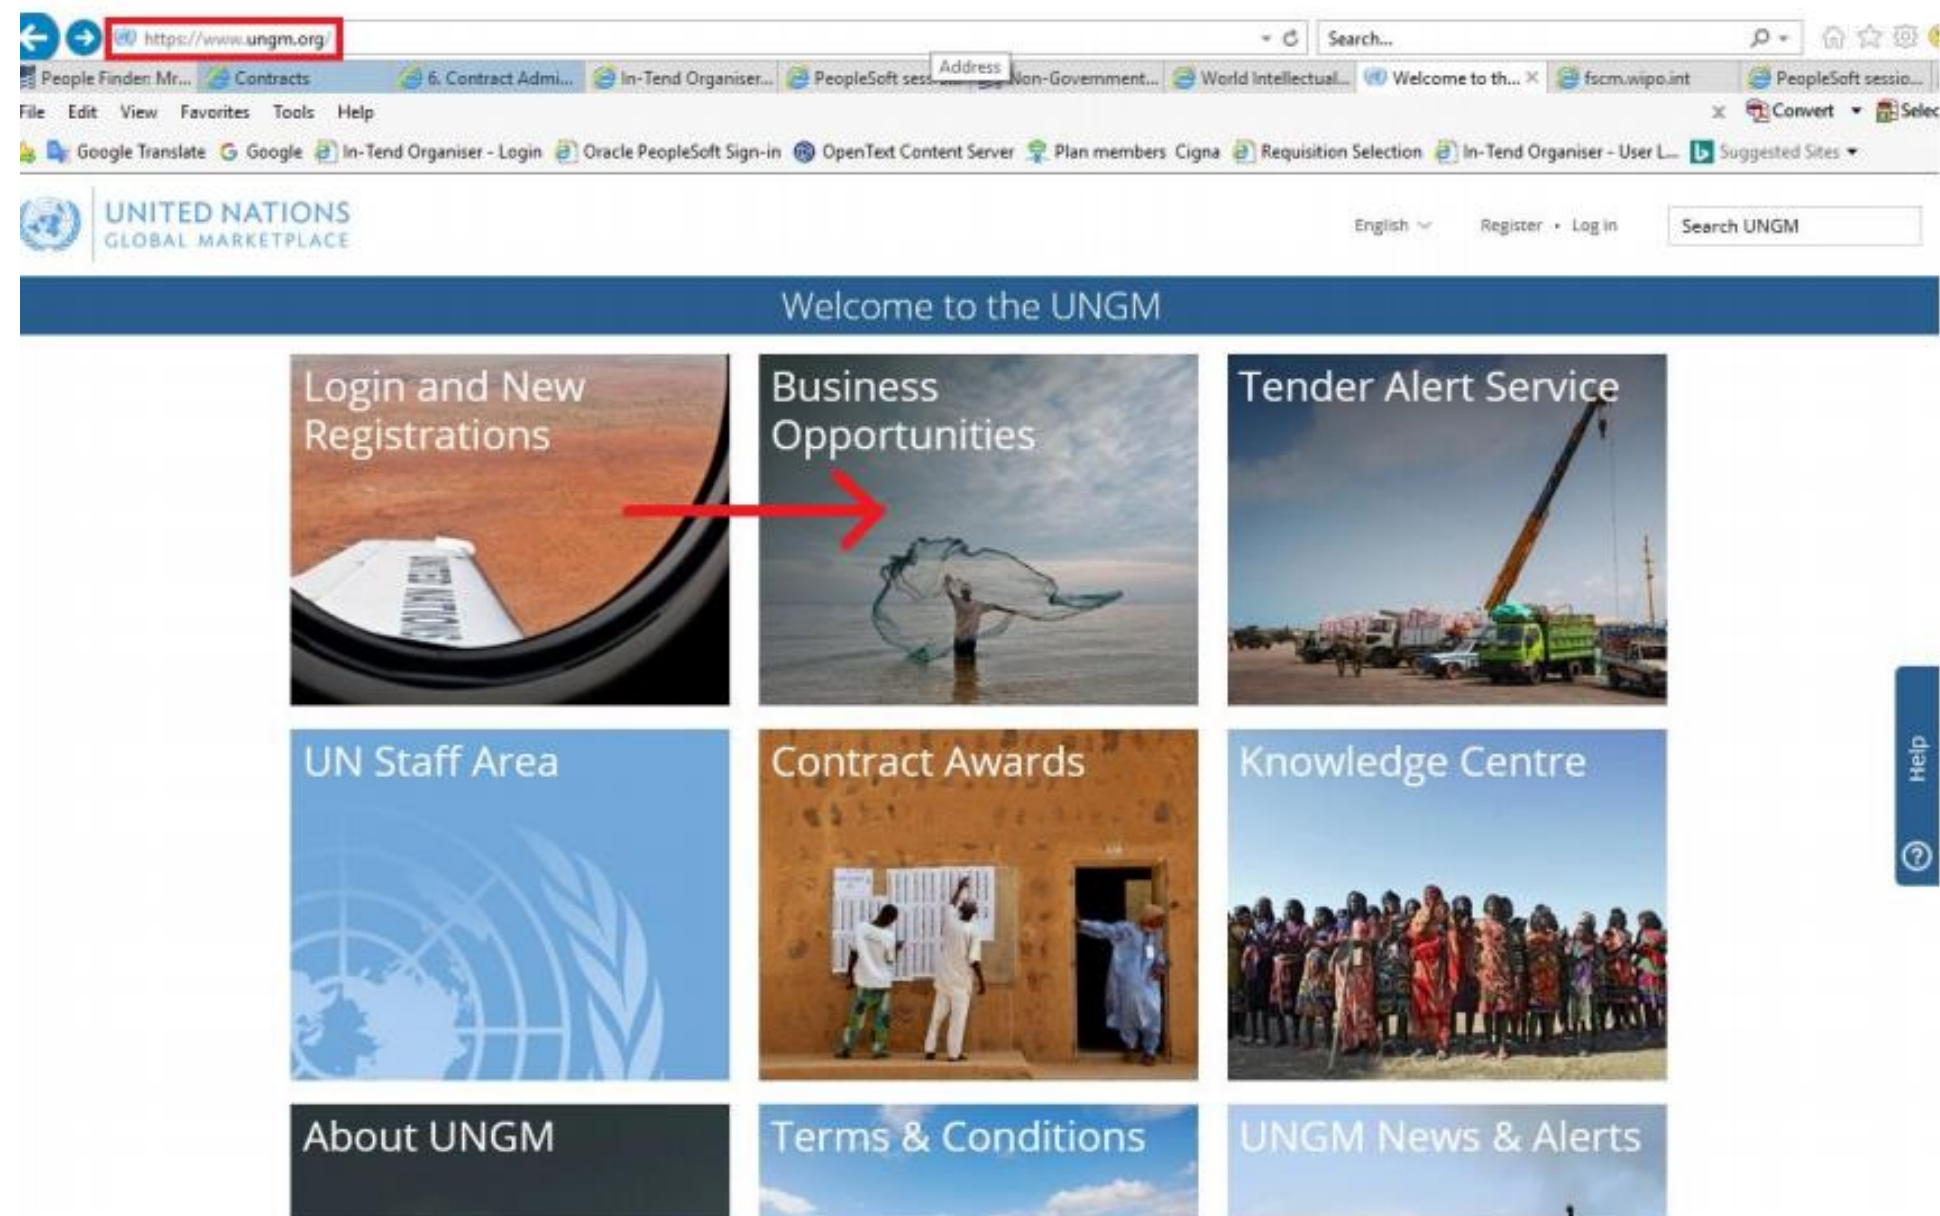 https://www.ungm.org/
Search...
Address
People Finder: Mr...
Contracts
6. Contract Admi...
In-Tend Organiser...
PeopleSoft sess
Non-Government...
World Intellectual...
Welcome to th...
fscm.wipo.int
PeopleSoft sessio...
File Edit View Favorites Tools Help
x Convert Selec
Google Translate G Google In-Tend Organiser - Login Oracle PeopleSoft Sign-in OpenText Content Server Plan members Cigna Requisition Selection In-Tend Organiser - User L... Suggested Sites
UNITED NATIONS
GLOBAL MARKETPLACE
English
Register • Log in
Search UNGM
Welcome to the UNGM
Login and New
Registrations
UNITED NATIONS
Business
Opportunities
Tender Alert Service
UN Staff Area
Contract Awards
Knowledge Centre
Help
?
About UNGM
Terms & Conditions
UNGM News & Alerts